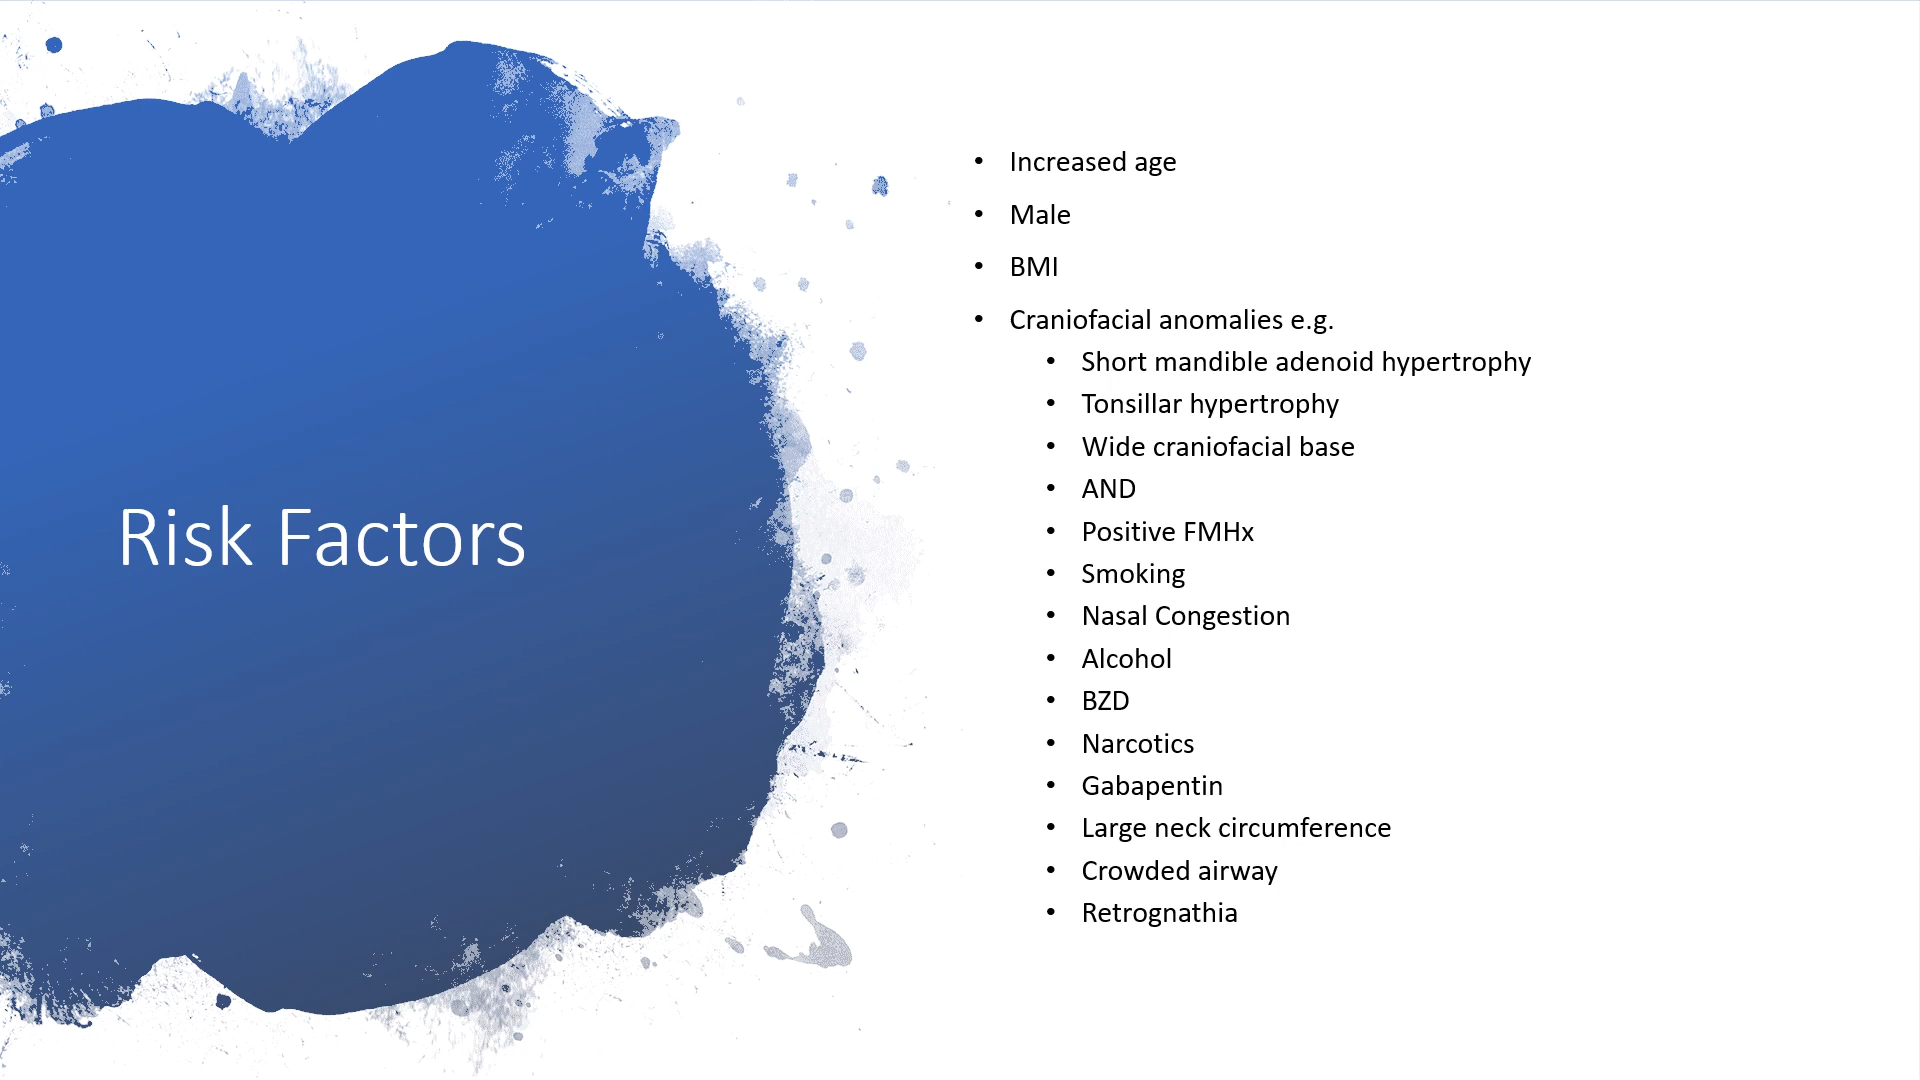 Risk Factors
• Increased age
• Male
• BMI
• Craniofacial anomalies e.g.
• Short mandible adenoid hypertrophy
• Tonsillar hypertrophy
• Wide craniofacial base
• AND
• Positive FMHx
• Smoking
• Nasal Congestion
• Alcohol
• BZD
• Narcotics
• Gabapentin
• Large neck circumference
• Crowded airway
• Retrognathia